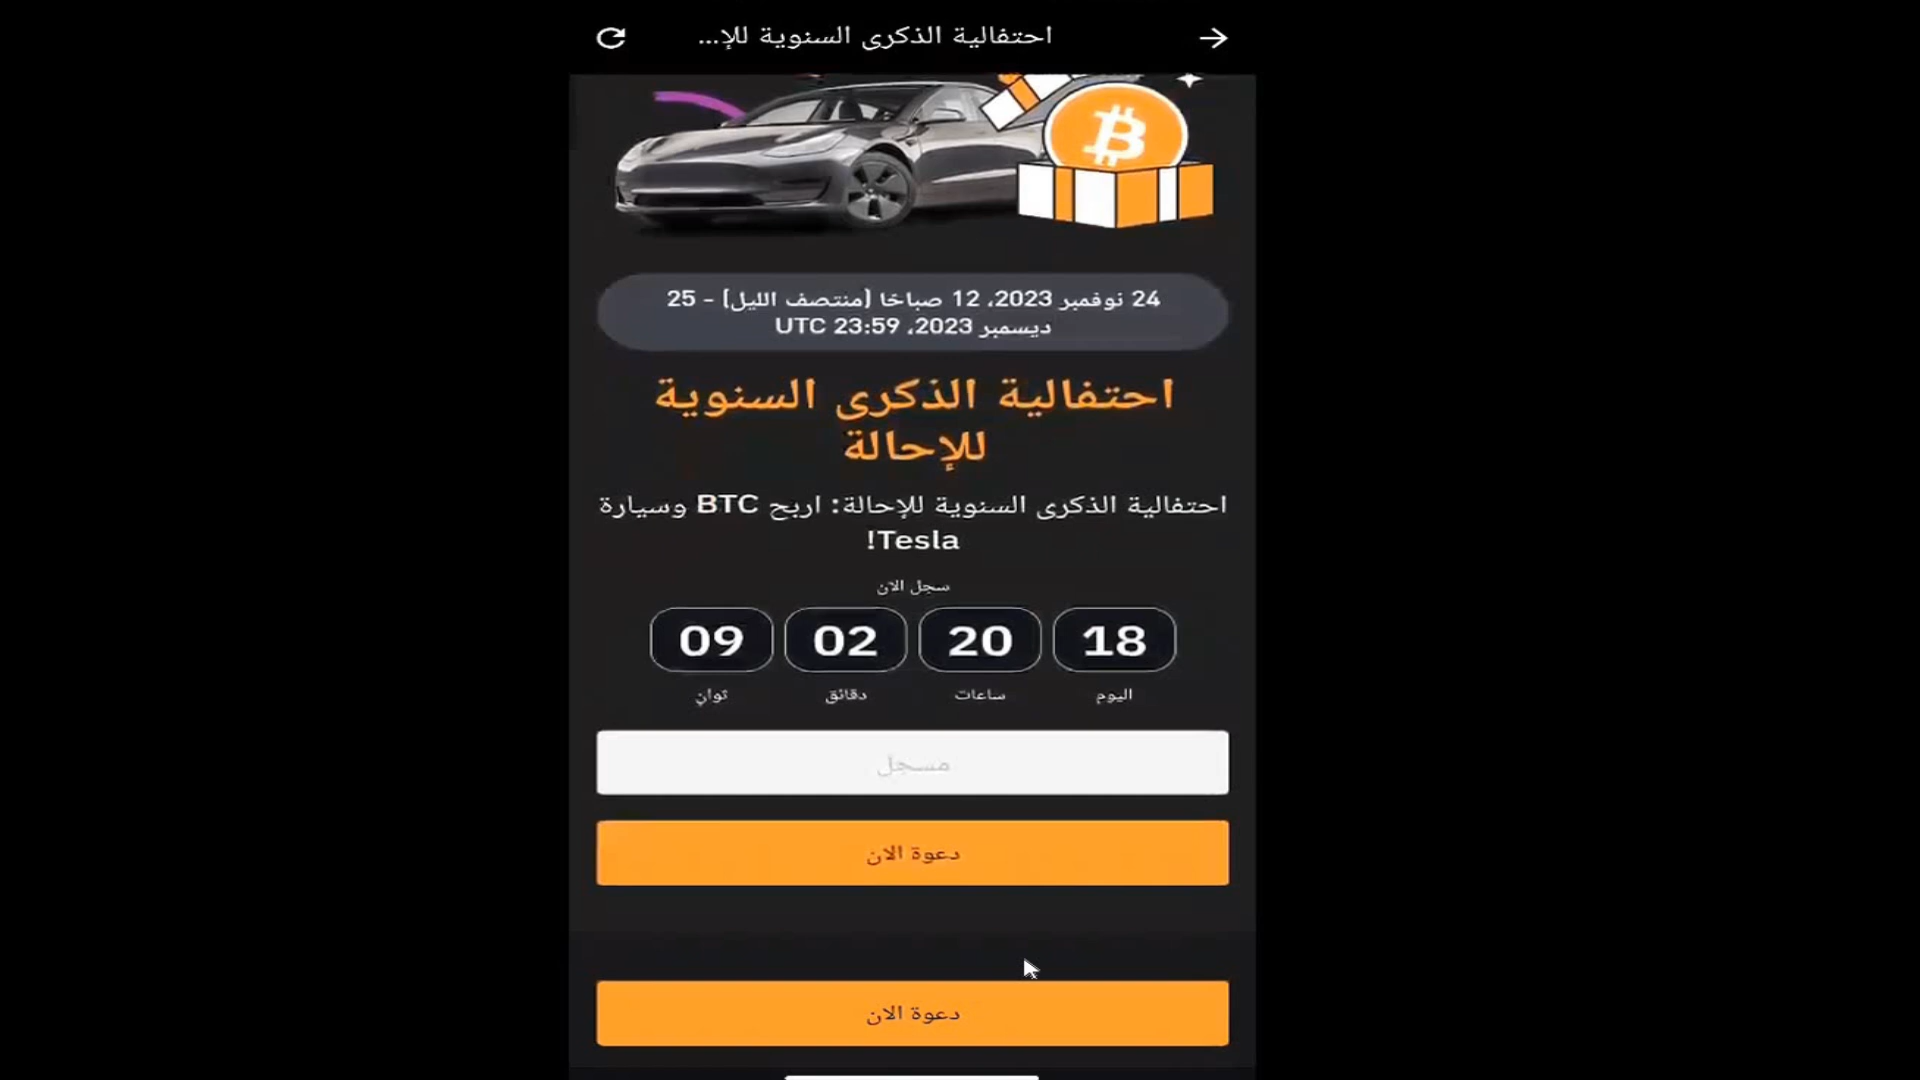 احتفالية الذكرى السنوية للإ...
24 نوفمبر 2023، 12 صباحًا (منتصف الليل) - 25
ديسمبر 2023، 23:59 UTC
احتفالية الذكرى السنوية
للإحالة
احتفالية الذكرى السنوية للإحالة: اربح BTC وسيارة
Tesla!
سجل الان
18 20 02 09
اليوم ساعات دقائق ثوانٍ
مسجل
دعوة الان
دعوة الان